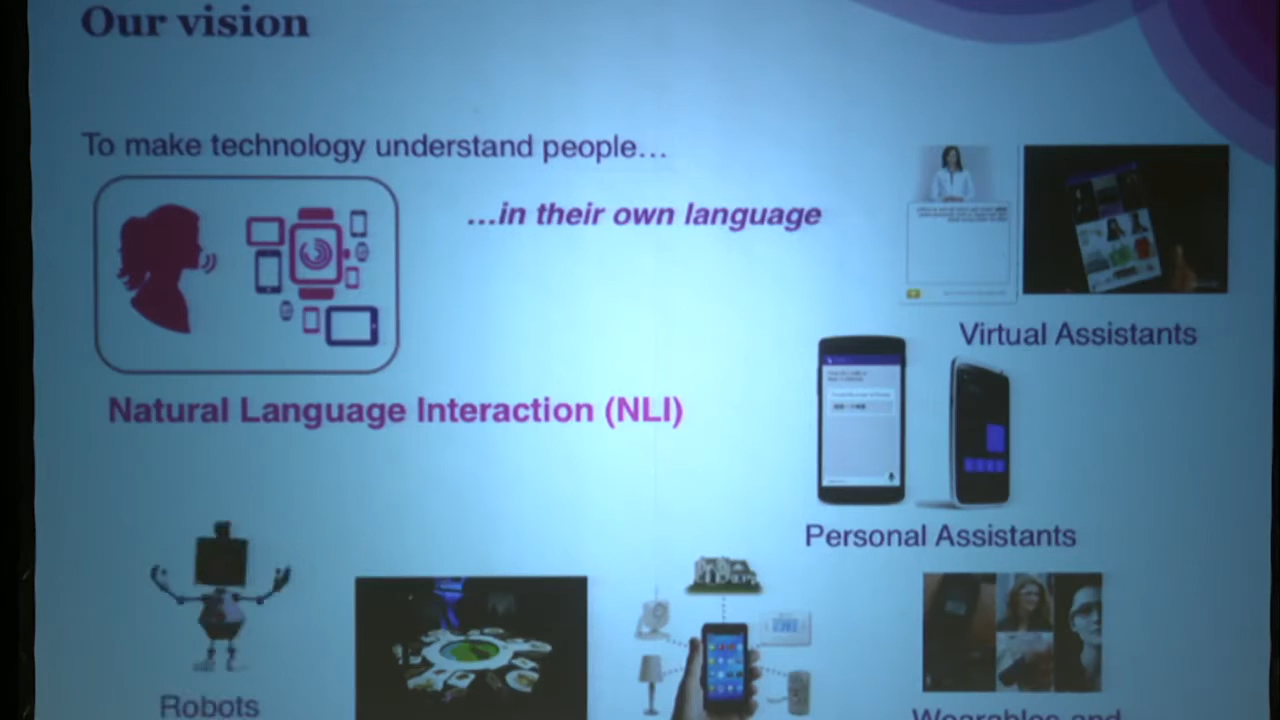 Our vision
To make technology understand people...
...in their own language
Virtual Assistants
Natural Language Interaction (NLI)
Personal Assistants
Robots
Wearables and